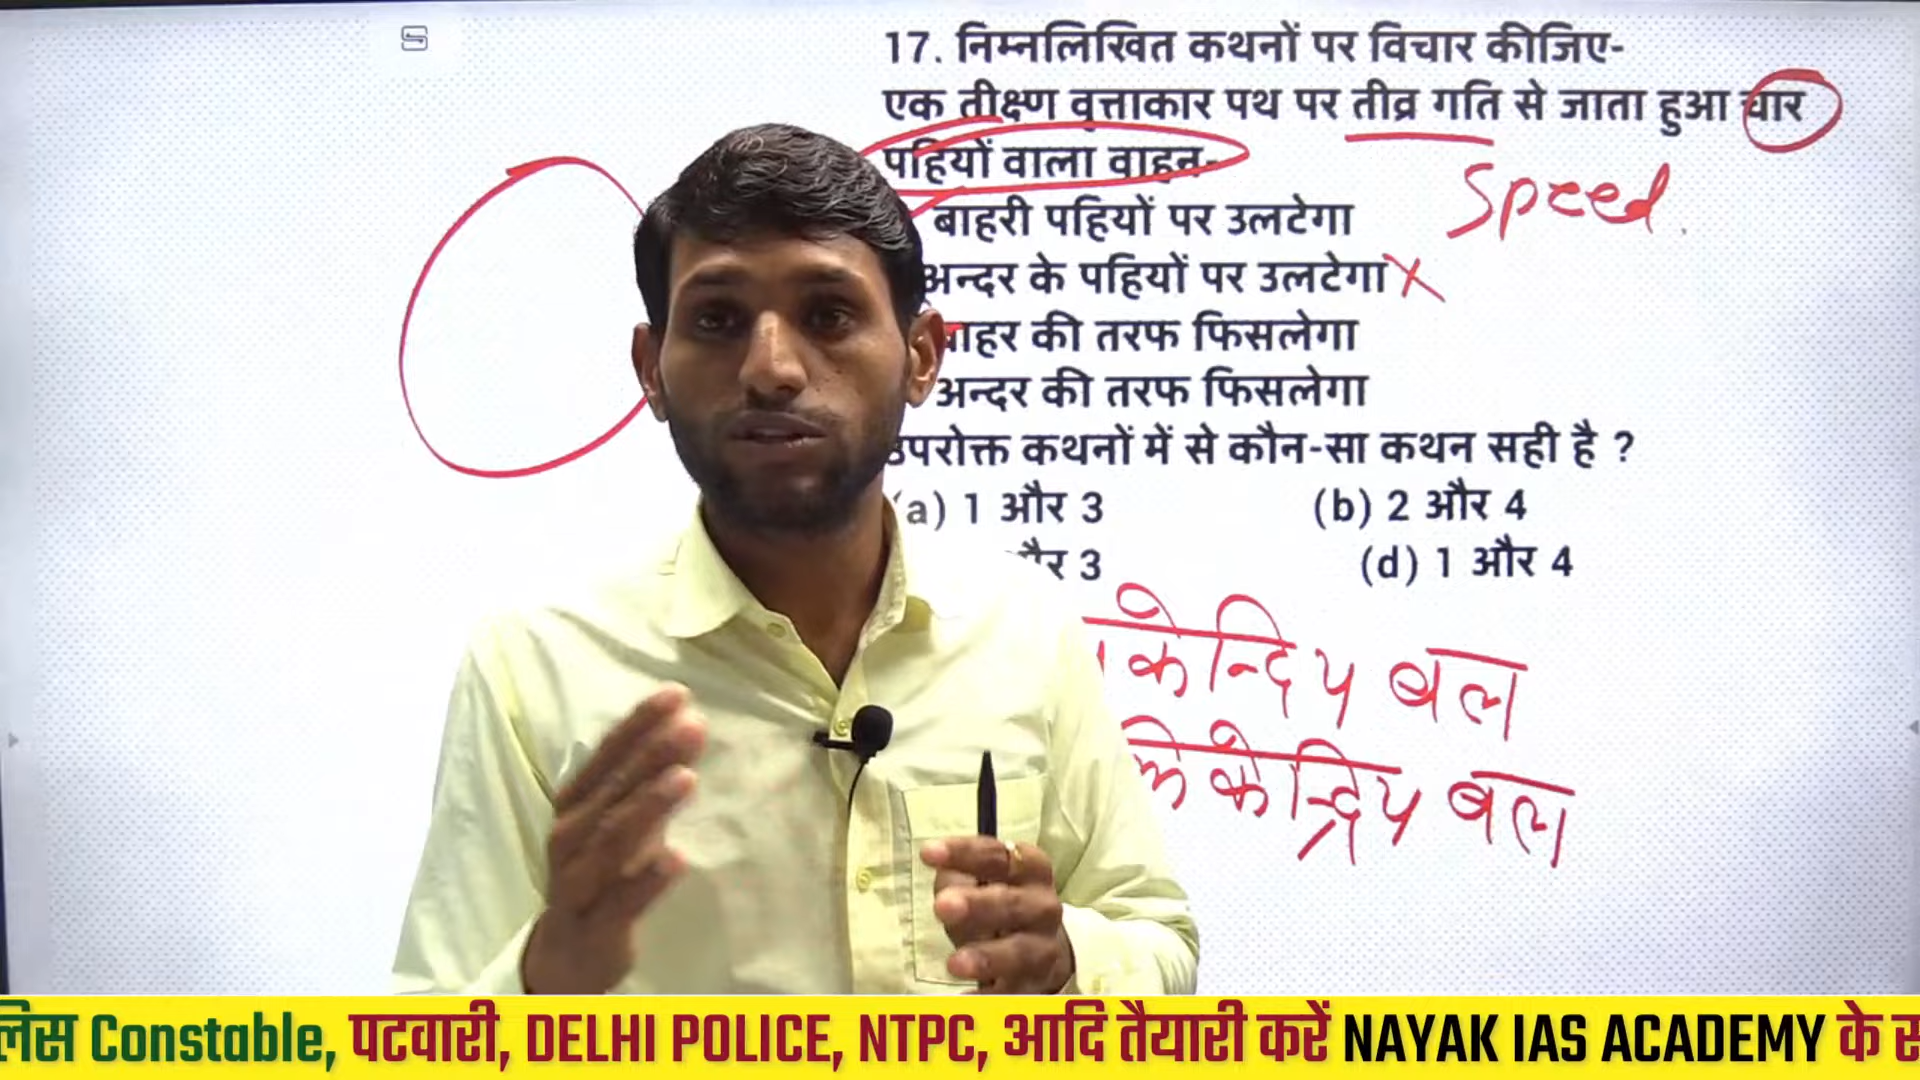 17. निम्नलिखित कथनों पर विचार कीजिए-
एक तीक्ष्ण वृत्ताकार पथ पर तीव्र गति से जाता हुआ चार
पहियों वाला वाहन-
Speed
बाहरी पहियों पर उलटेगा
अन्दर के पहियों पर उलटेगा X
बाहर की तरफ फिसलेगा
अन्दर की तरफ फिसलेगा
उपरोक्त कथनों में से कौन-सा कथन सही है ?
(a) 1 और 3 (b) 2 और 4
और 3 (d) 1 और 4
बल
बल
Constable, पटवारी, DELHI POLICE, NTPC, आदि तैयारी करें NAYAK IAS ACADEMY के